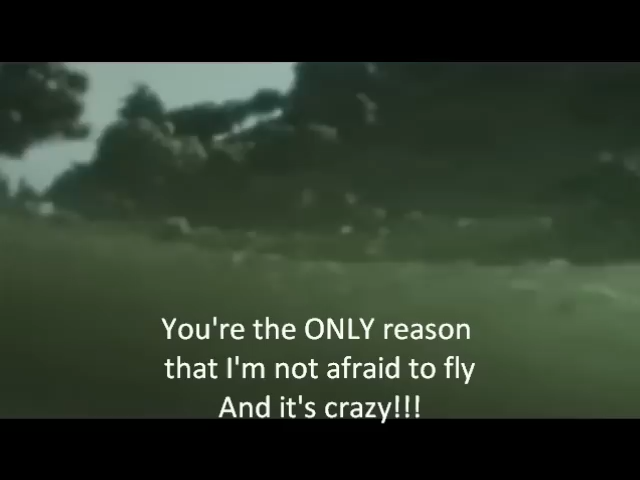 You're the ONLY reason
that I'm not afraid to fly
And it's crazy!!!